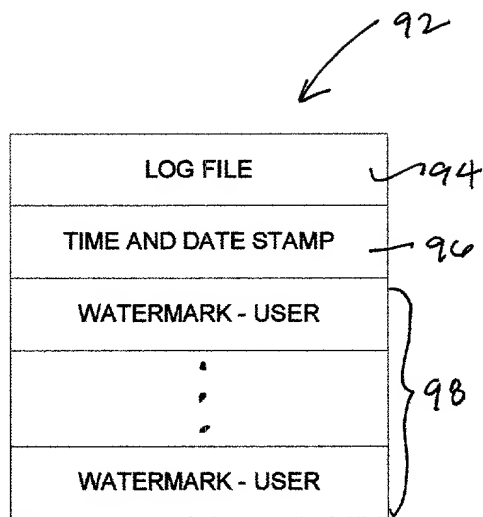 92
LOG FILE
94
TIME AND DATE STAMP
96
WATERMARK - USER
98
WATERMARK - USER